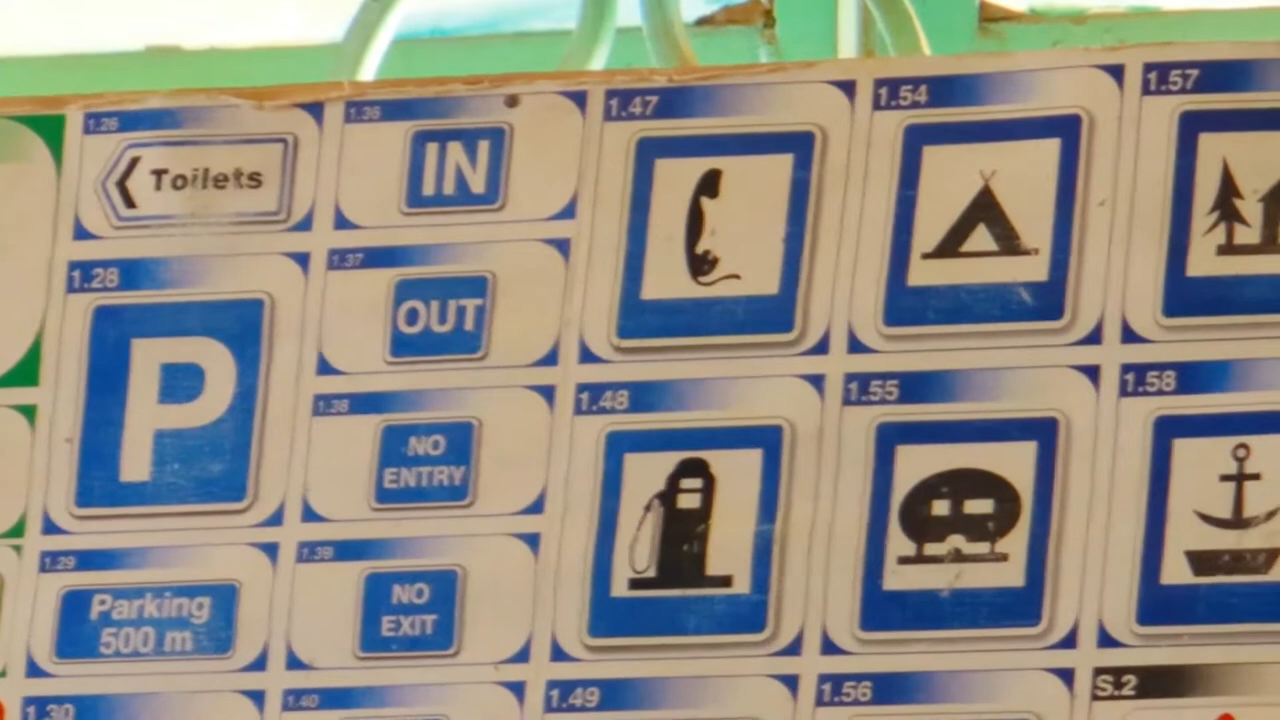 1.26
Toilets
1.28
P
1.29
Parking
500 m
1.30
1.36
IN
1.37
OUT
1.38
NO
ENTRY
1.39
NO
EXIT
1.40
1.47
1.48
1.49
1.54
1.55
1.56
1.57
1.58
S.2